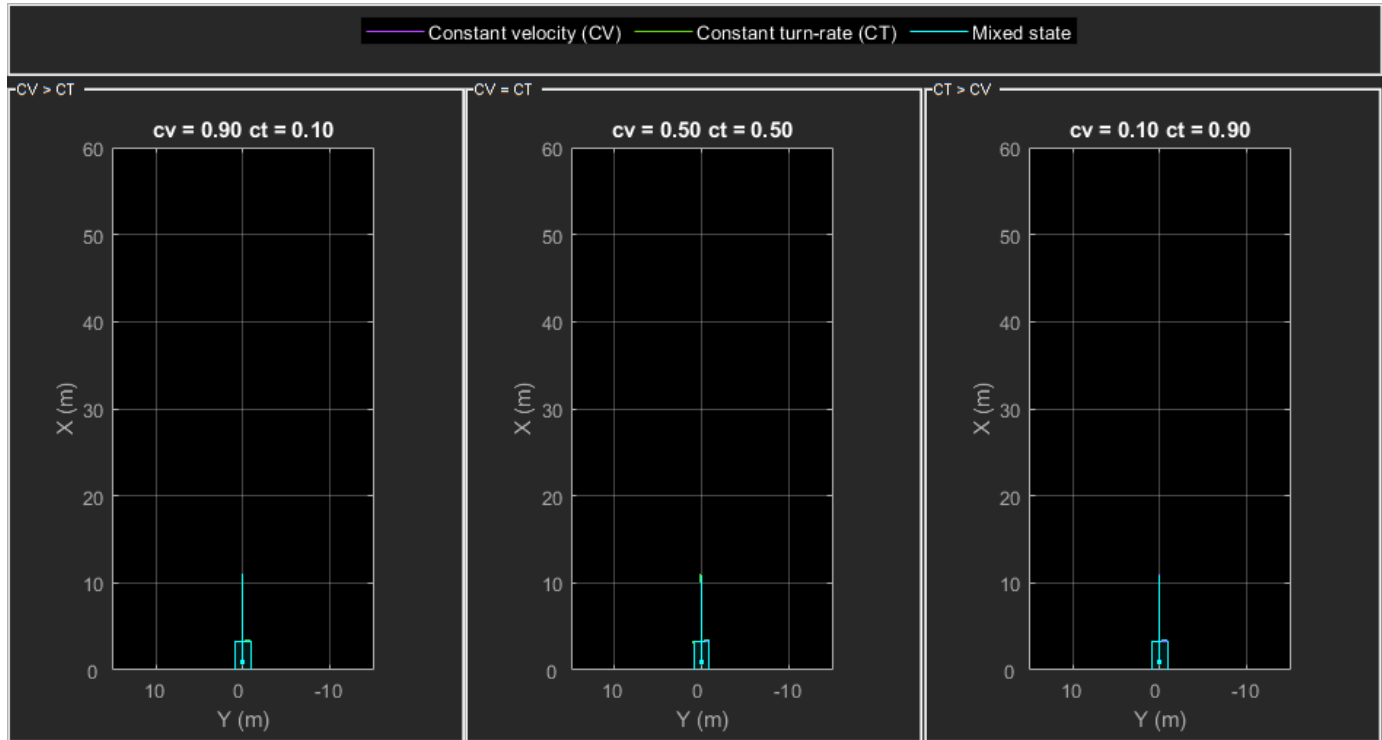 Constant velocity (CV) Constant turn-rate (CT) Mixed state
CV > CT
cv = 0.90 ct = 0.10
60
50
40
30
20
10
0
X (m)
10 0 -10
Y (m)
CV = CT
cv = 0.50 ct = 0.50
60
50
40
30
20
10
0
X (m)
10 0 -10
Y (m)
CT > CV
cv = 0.10 ct = 0.90
60
50
40
30
20
10
0
X (m)
10 0 -10
Y (m)